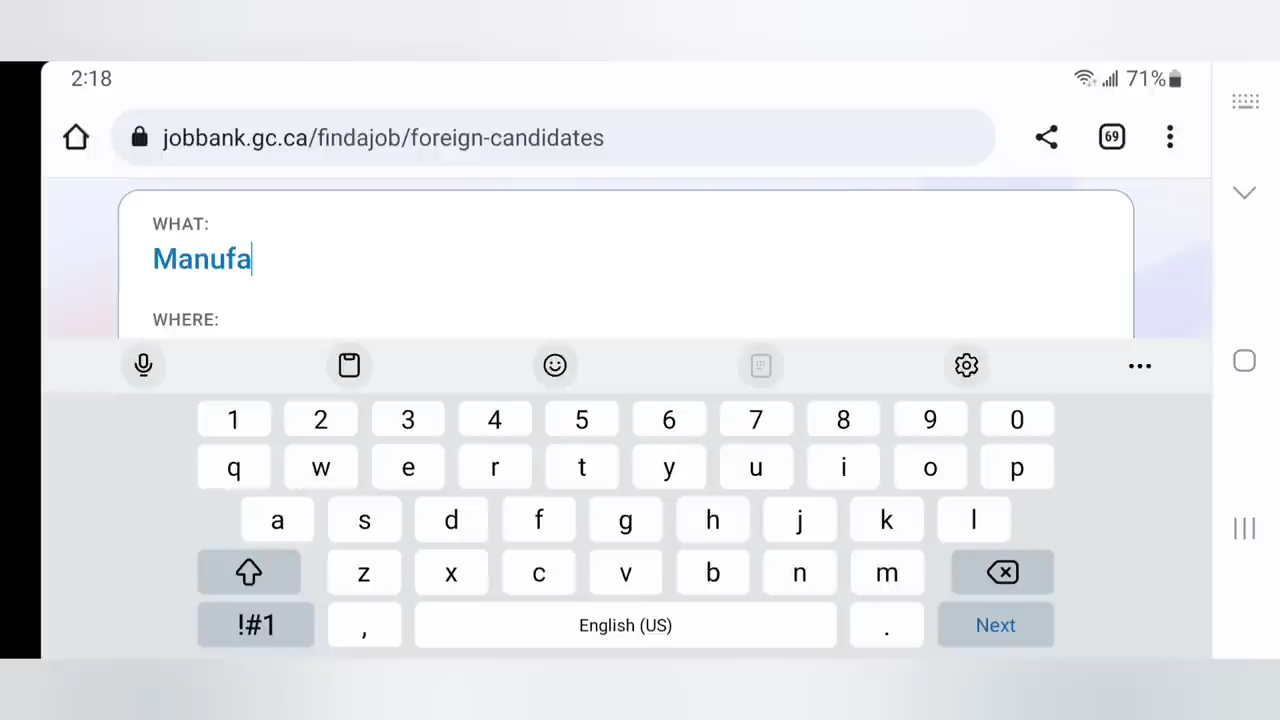 2:18
71%
jobbank.gc.ca/findajob/foreign-candidates
69
WHAT:
Manufa
WHERE:
1 2 3 4 5 6 7 8 9 0
q w e r t y u i o p
a s d f g h j k l
z x c v b n m
!#1 , English (US) . Next